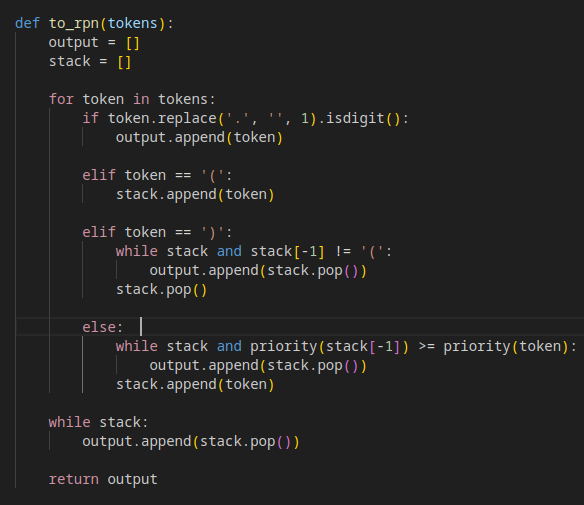 def to_rpn(tokens):
    output = []
    stack = []

    for token in tokens:
        if token.replace('.', '', 1).isdigit():
            output.append(token)

        elif token == '(':
            stack.append(token)

        elif token == ')':
            while stack and stack[-1] != '(':
                output.append(stack.pop())
            stack.pop()

        else:
            while stack and priority(stack[-1]) >= priority(token):
                output.append(stack.pop())
            stack.append(token)

    while stack:
        output.append(stack.pop())

    return output